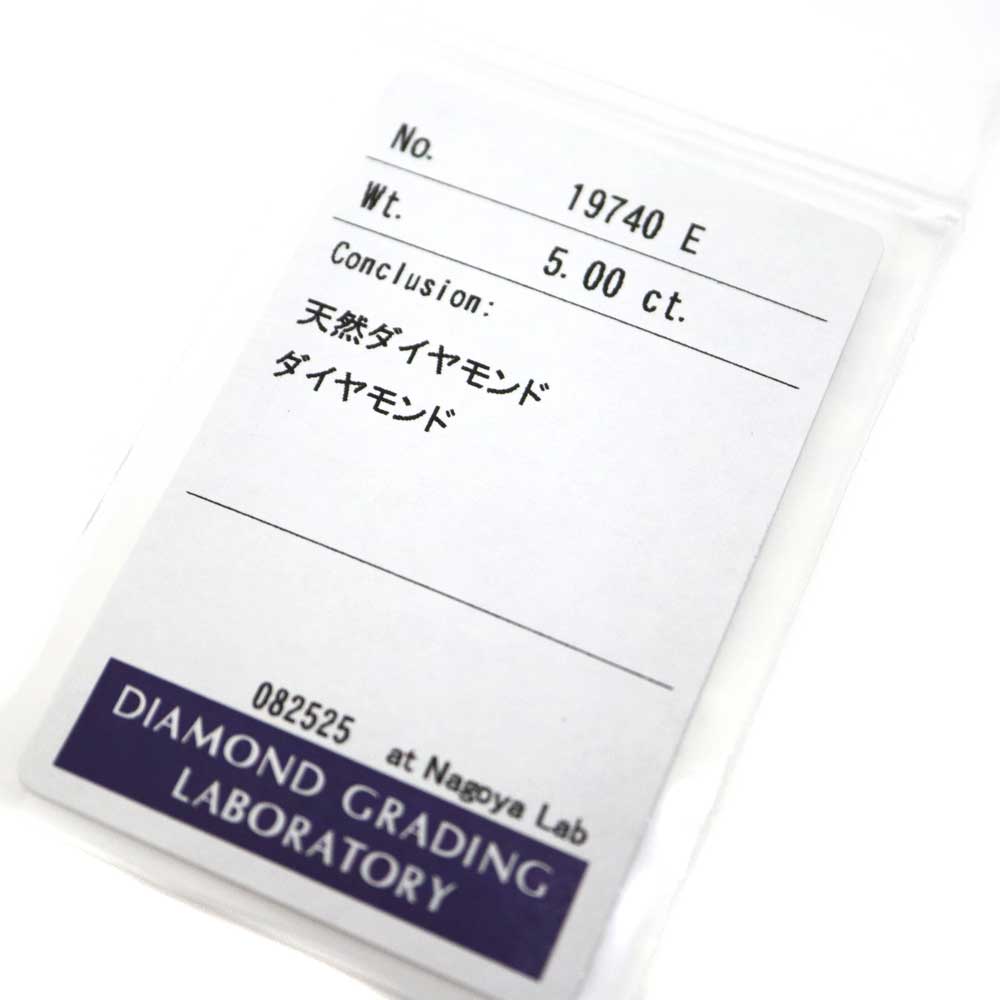 No. 19740 E
Wt. 5.00 ct.
Conclusion:
天然ダイヤモンド
ダイヤモンド
082525 at Nagoya Lab
DIAMOND GRADING
LABORATORY